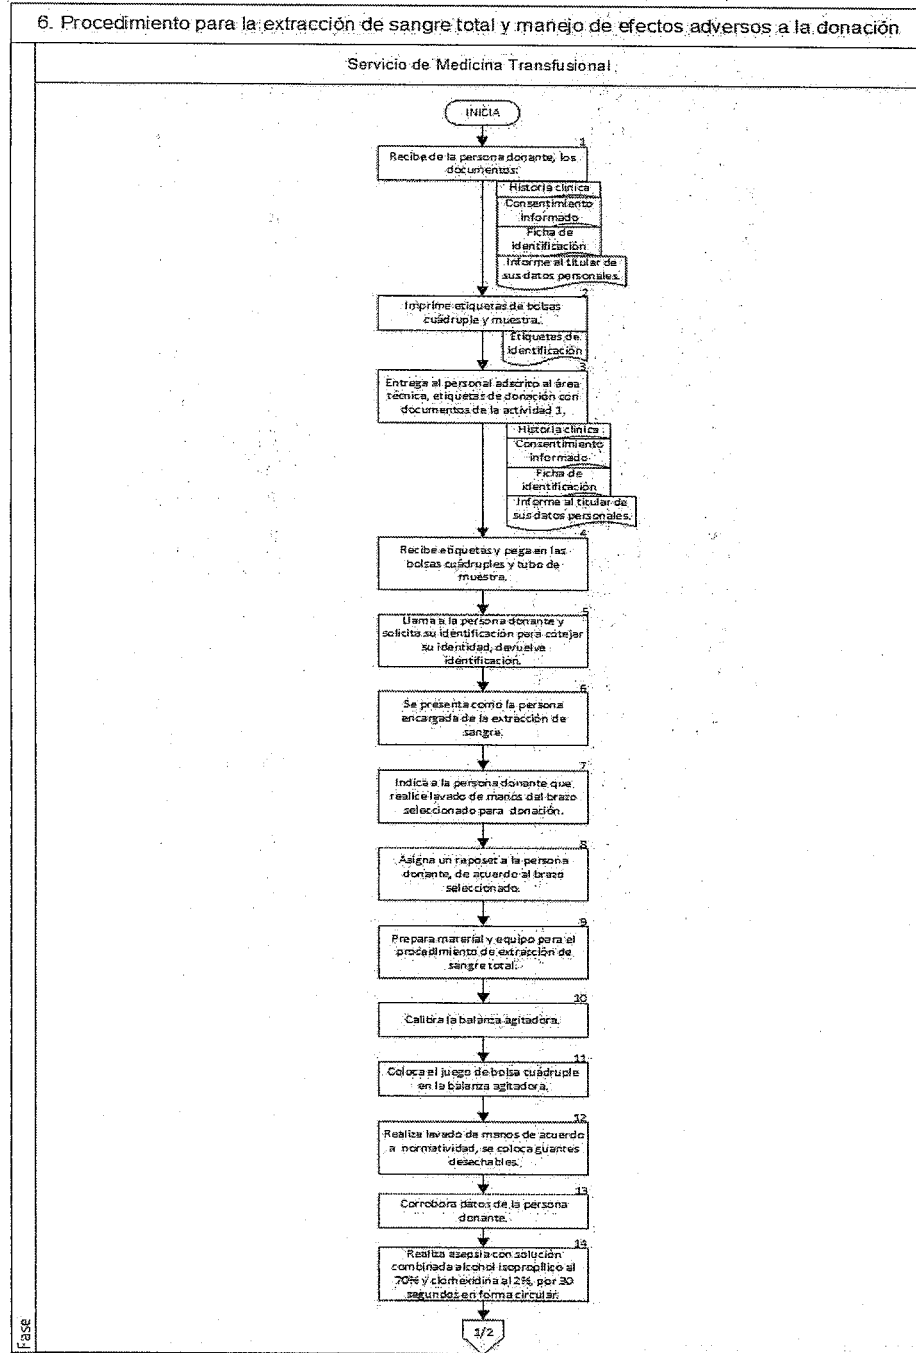 6. Procedimiento para la extracción de sangre total y manejo de efectos adversos a la donación
Servicio de Medicina Transfusional
INICIA
1
Recibe de la persona donante, los
documentos:
Historia clínica
Consentimiento
informado
Ficha de
identificación
Informe al titular de
sus datos personales.
2
Imprime etiquetas de bolsas
cuádruple y muestra.
Etiquetas de
identificación
3
Entrega al personal adscrito al área
técnica, etiquetas de donación con
documentos de la actividad 1.
Historia clínica
Consentimiento
informado
Ficha de
identificación
Informe al titular de
sus datos personales.
4
Recibe etiquetas y pega en las
bolsas cuádruples y tubo de
muestra.
5
Llama a la persona donante y
solicita su identificación para cotejar
su identidad, devuelve
identificación.
6
Se presenta como la persona
encargada de la extracción de
sangre.
7
Indica a la persona donante que
realice lavado de manos del brazo
seleccionado para donación.
8
Asigna un reposet a la persona
donante, de acuerdo al brazo
seleccionado.
9
Prepara material y equipo para el
procedimiento de extracción de
sangre total.
10
Calibra la balanza agitadora.
11
Coloca el juego de bolsa cuádruple
en la balanza agitadora.
12
Realiza lavado de manos de acuerdo
a normatividad, se coloca guantes
desechables.
13
Corrobora datos de la persona
donante.
14
Realiza asepsia con solución
combinada alcohol isopropílico al
70% y clorhexidina al 2%, por 30
segundos en forma circular.
1/2
Fase